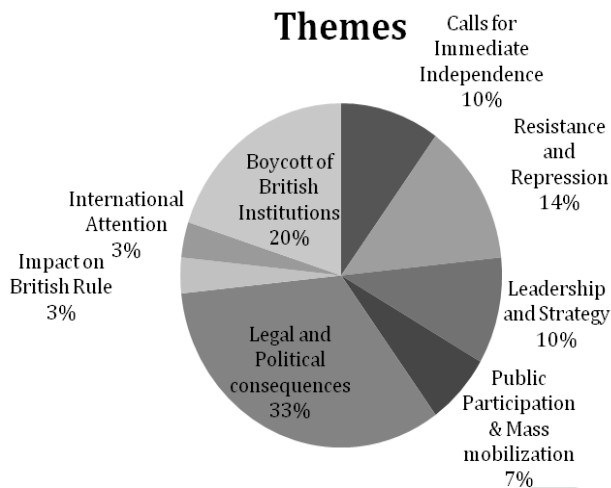 Themes
Calls for
Immediate
Independence
10%
Resistance
and
Repression
14%
Leadership
and Strategy
10%
Public
Participation
& Mass
mobilization
7%
Legal and
Political
consequences
33%
Impact on
British Rule
3%
International
Attention
3%
Boycott of
British
Institutions
20%